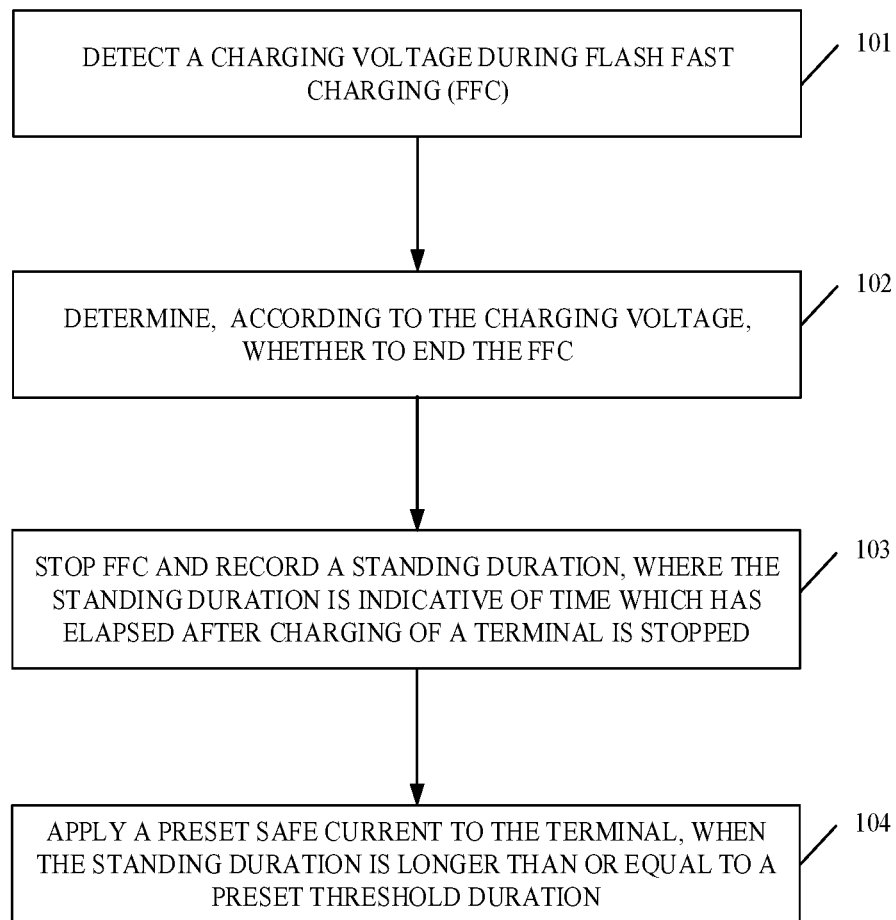 DETECT A CHARGING VOLTAGE DURING FLASH FAST
CHARGING (FFC)
101
DETERMINE, ACCORDING TO THE CHARGING VOLTAGE,
WHETHER TO END THE FFC
102
STOP FFC AND RECORD A STANDING DURATION, WHERE THE
STANDING DURATION IS INDICATIVE OF TIME WHICH HAS
ELAPSED AFTER CHARGING OF A TERMINAL IS STOPPED
103
APPLY A PRESET SAFE CURRENT TO THE TERMINAL, WHEN
THE STANDING DURATION IS LONGER THAN OR EQUAL TO A
PRESET THRESHOLD DURATION
104